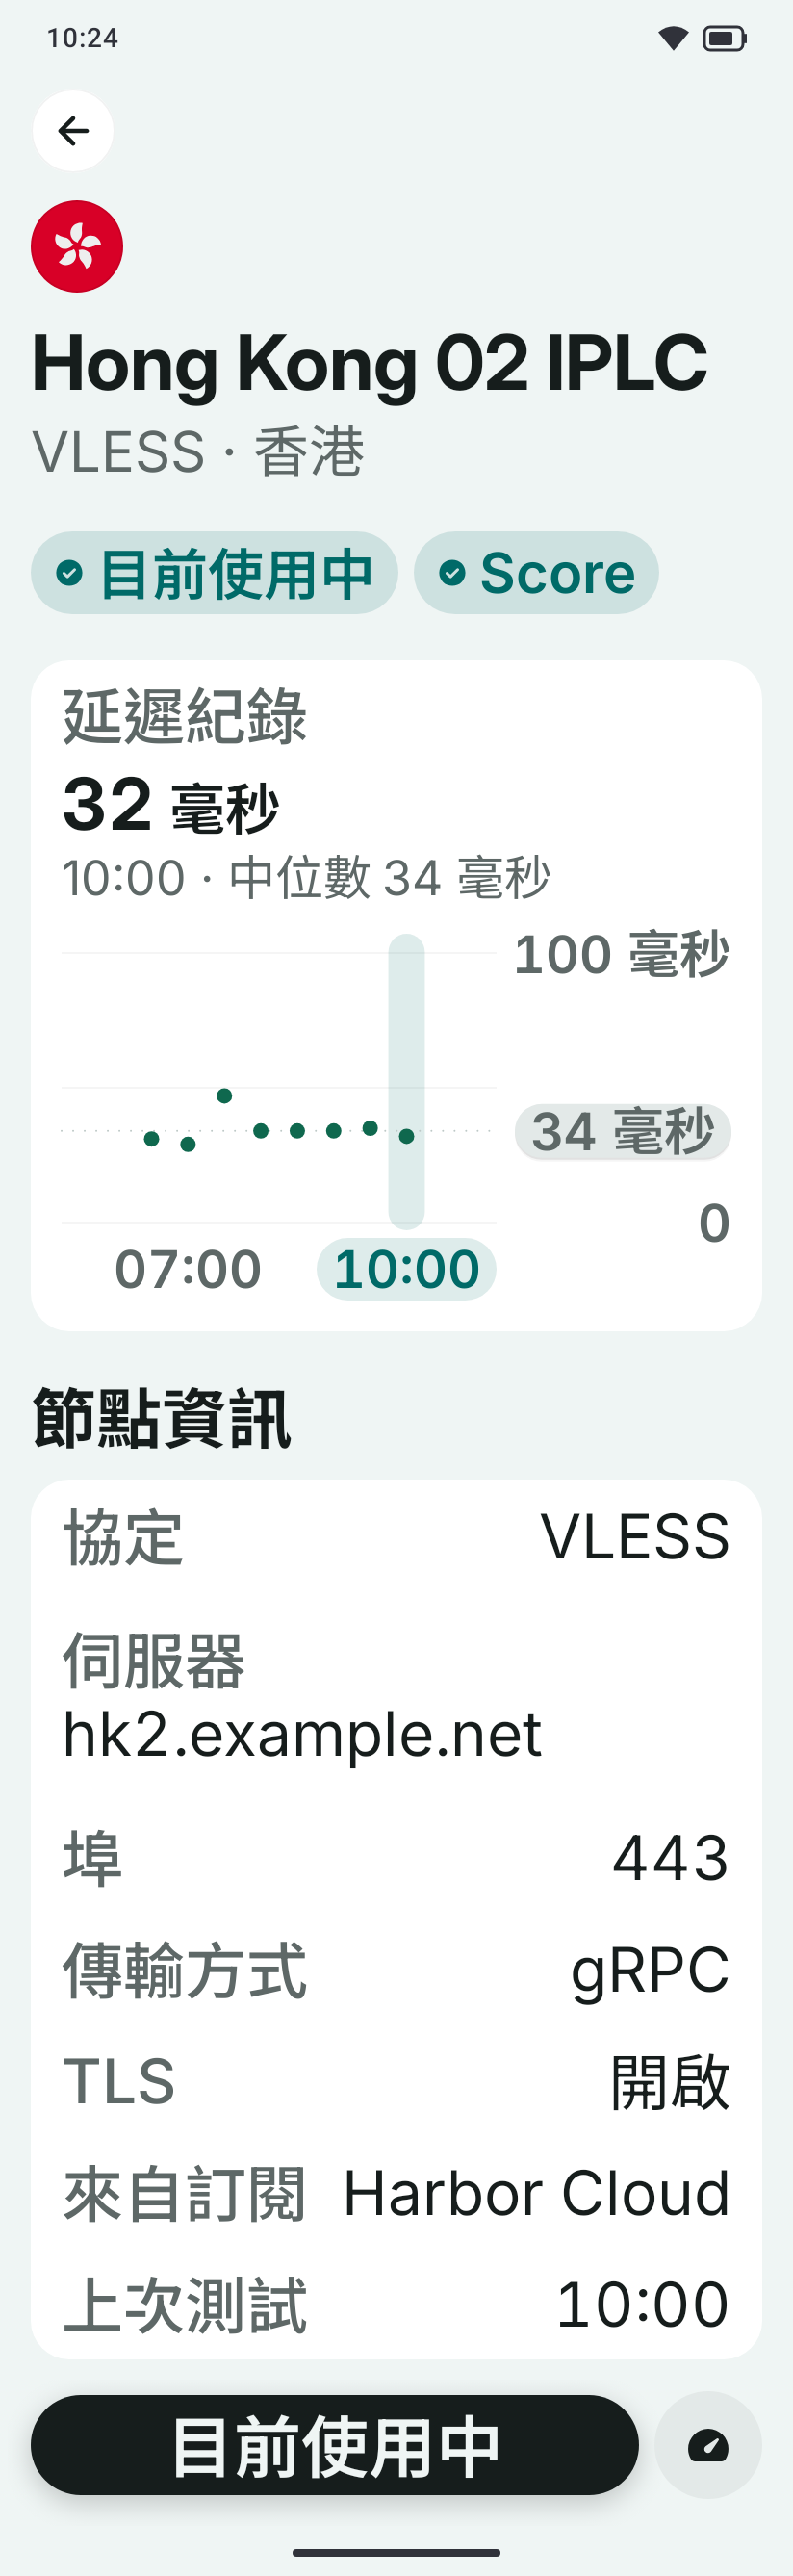 10:24
Hong Kong 02 IPLC
VLESS · 香港
目前使用中
Score
延遲紀錄
32 毫秒
10:00 · 中位數 34 毫秒
100 毫秒
34 毫秒
0
07:00
10:00
節點資訊
協定 VLESS
伺服器
hk2.example.net
埠 443
傳輸方式 gRPC
TLS 開啟
來自訂閱 Harbor Cloud
上次測試 10:00
目前使用中